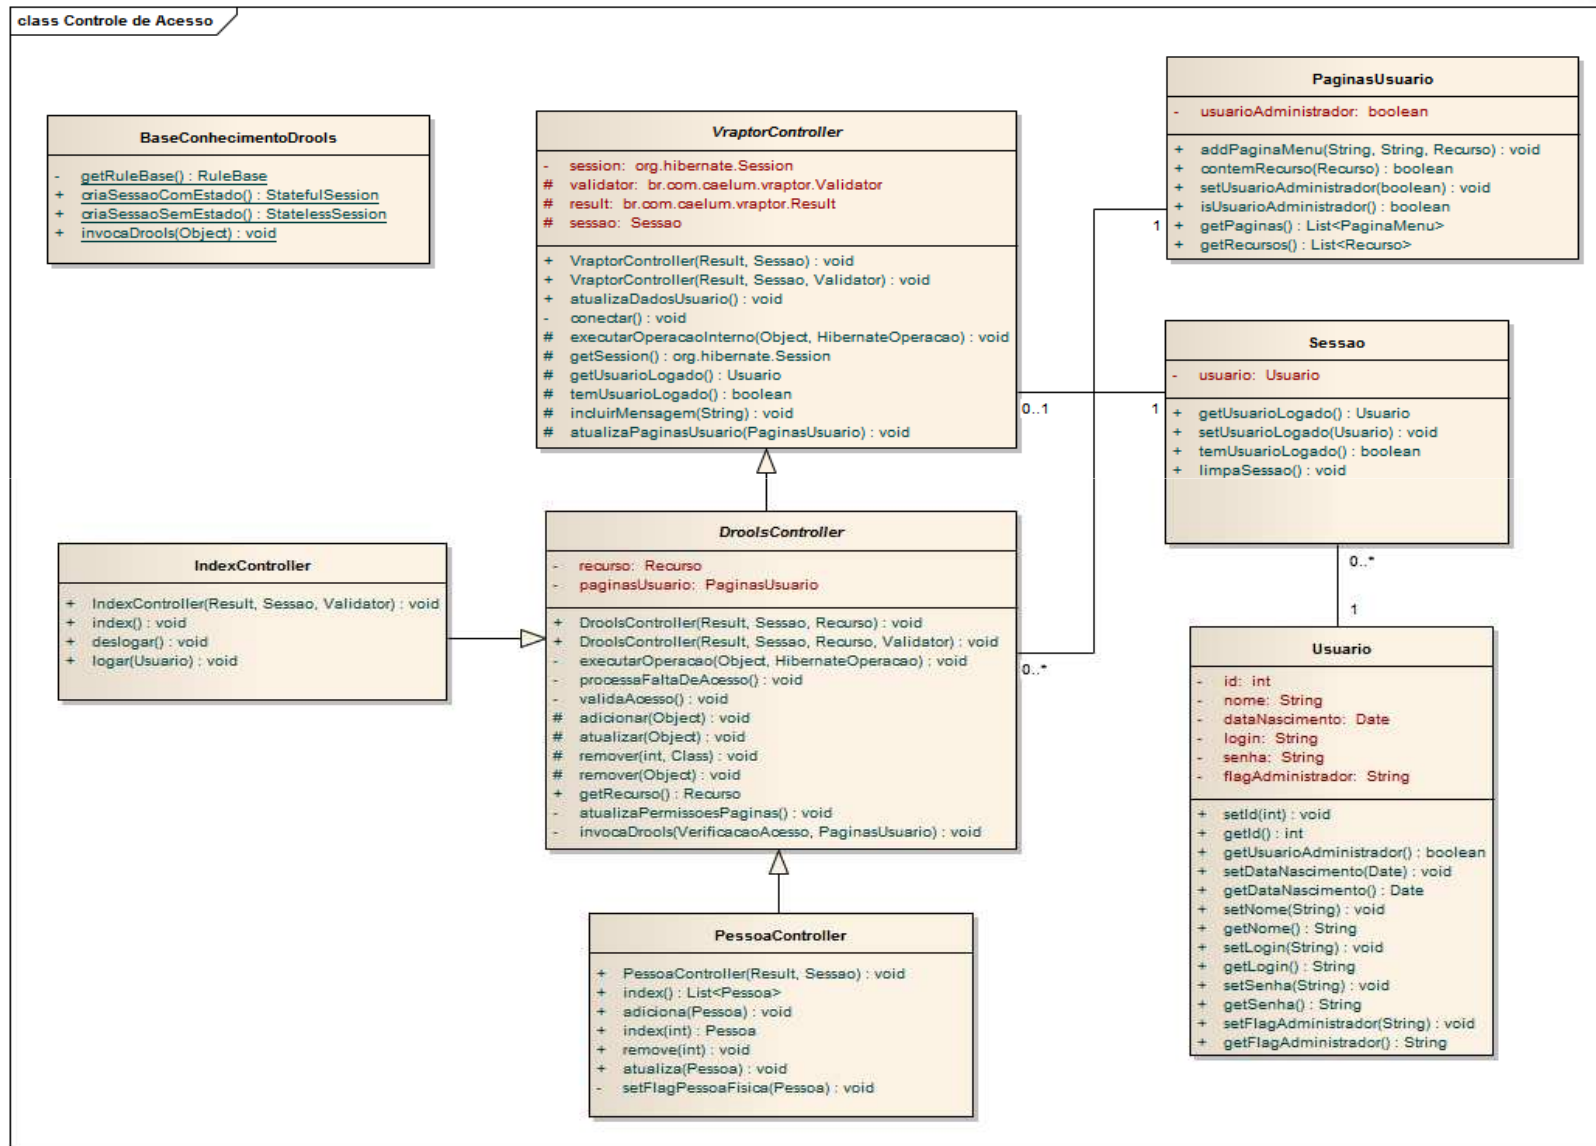 class Controle de Acesso
BaseConhecimentoDrools
- getRuleBase() : RuleBase
+ criaSessaoComEstado() : StatefulSession
+ criaSessaoSemEstado() : StatelessSession
+ invocaDrools(Object) : void
VraptorController
- session: org.hibernate.Session
# validator: br.com.caelum.vraptor.Validator
# result: br.com.caelum.vraptor.Result
# sessao: Sessao
+ VraptorController(Result, Sessao) : void
+ VraptorController(Result, Sessao, Validator) : void
+ atualizaDadosUsuario() : void
- conectar() : void
# executarOperacaoInterno(Object, HibernateOperacao) : void
# getSession() : org.hibernate.Session
# getUsuarioLogado() : Usuario
# temUsuarioLogado() : boolean
# incluirMensagem(String) : void
# atualizaPaginasUsuario(PaginasUsuario) : void
PaginasUsuario
- usuarioAdministrador: boolean
+ addPaginaMenu(String, String, Recurso) : void
+ contemRecurso(Recurso) : boolean
+ setUsuarioAdministrador(boolean) : void
+ isUsuarioAdministrador() : boolean
+ getPaginas() : List<PaginaMenu>
+ getRecursos() : List<Recurso>
1
Sessao
- usuario: Usuario
+ getUsuarioLogado() : Usuario
+ setUsuarioLogado(Usuario) : void
+ temUsuarioLogado() : boolean
+ limpaSessao() : void
0..1
1
0..*
1
IndexController
+ IndexController(Result, Sessao, Validator) : void
+ index() : void
+ deslogar() : void
+ logar(Usuario) : void
DroolsController
- recurso: Recurso
- paginasUsuario: PaginasUsuario
+ DroolsController(Result, Sessao, Recurso) : void
+ DroolsController(Result, Sessao, Recurso, Validator) : void
- executarOperacao(Object, HibernateOperacao) : void
- processaFaltaDeAcesso() : void
- validaAcesso() : void
# adicionar(Object) : void
# atualizar(Object) : void
# remover(int, Class) : void
# remover(Object) : void
+ getRecurso() : Recurso
- atualizaPermissoesPaginas() : void
- invocaDrools(VerificacaoAcesso, PaginasUsuario) : void
0..*
Usuario
- id: int
- nome: String
- dataNascimento: Date
- login: String
- senha: String
- flagAdministrador: String
+ setId(int) : void
+ getId() : int
+ getUsuarioAdministrador() : boolean
+ setDataNascimento(Date) : void
+ getDataNascimento() : Date
+ setNome(String) : void
+ getNome() : String
+ setLogin(String) : void
+ getLogin() : String
+ setSenha(String) : void
+ getSenha() : String
+ setFlagAdministrador(String) : void
+ getFlagAdministrador() : String
PessoaController
+ PessoaController(Result, Sessao) : void
+ index() : List<Pessoa>
+ adiciona(Pessoa) : void
+ index(int) : Pessoa
+ remove(int) : void
+ atualiza(Pessoa) : void
- setFlagPessoaFisica(Pessoa) : void